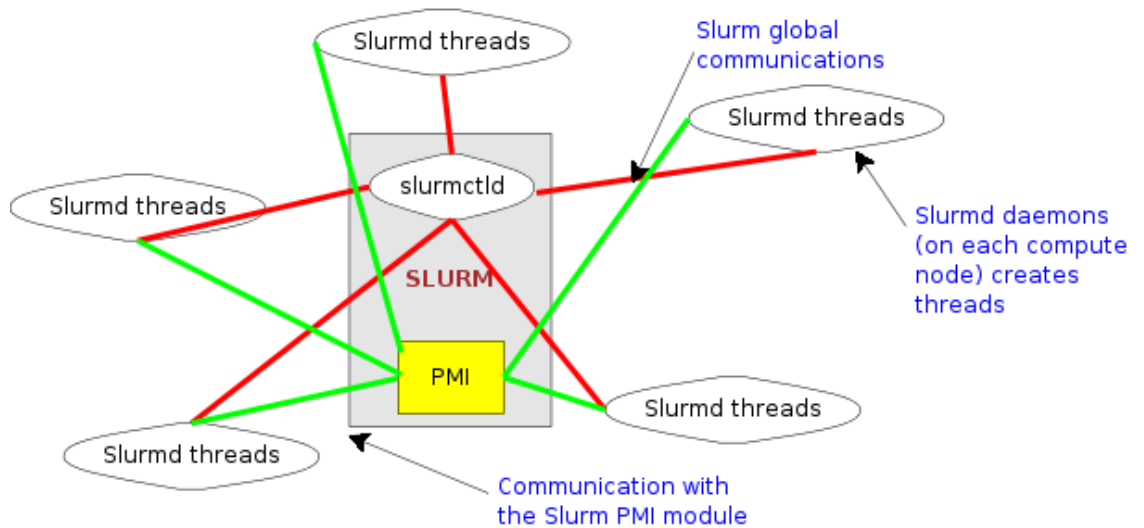 Slurmd threads
Slurm global
communications
Slurmd threads
slurmctld
Slurmd threads
Slurmd daemons
(on each compute
node) creates
threads
SLURM
PMI
Slurmd threads
Slurmd threads
Communication with
the Slurm PMI module